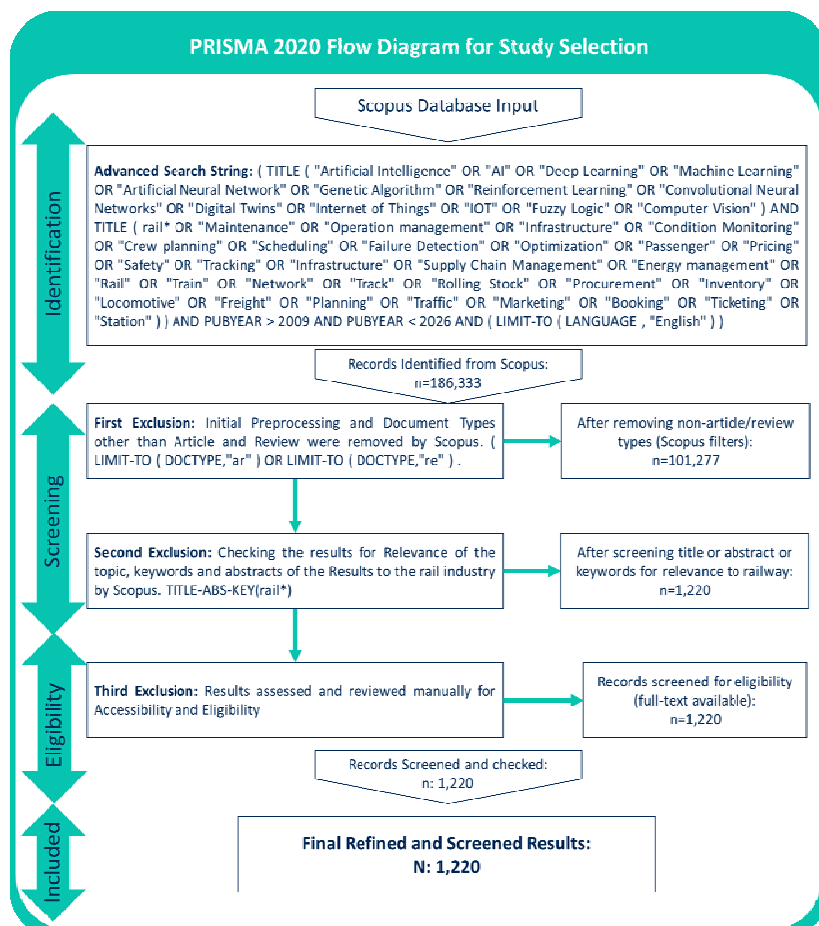 PRISMA 2020 Flow Diagram for Study Selection
Scopus Database Input
Identification
Advanced Search String: ( TITLE ( "Artificial Intelligence" OR "AI" OR "Deep Learning" OR "Machine Learning"
OR "Artificial Neural Network" OR "Genetic Algorithm" OR "Reinforcement Learning" OR "Convolutional Neural
Networks" OR "Digital Twins" OR "Internet of Things" OR "IOT" OR "Fuzzy Logic" OR "Computer Vision" ) AND
TITLE ( rail* OR "Maintenance" OR "Operation management" OR "Infrastructure" OR "Condition Monitoring"
OR "Crew planning" OR "Scheduling" OR "Failure Detection" OR "Optimization" OR "Passenger" OR "Pricing"
OR "Safety" OR "Tracking" OR "Infrastructure" OR "Supply Chain Management" OR "Energy management" OR
"Rail" OR "Train" OR "Network" OR "Track" OR "Rolling Stock" OR "Procurement" OR "Inventory" OR
"Locomotive" OR "Freight" OR "Planning" OR "Traffic" OR "Marketing" OR "Booking" OR "Ticketing" OR
"Station" ) ) AND PUBYEAR > 2009 AND PUBYEAR < 2026 AND ( LIMIT-TO ( LANGUAGE , "English" ) )
Records Identified from Scopus:
n=186,333
Screening
First Exclusion: Initial Preprocessing and Document Types
other than Article and Review were removed by Scopus. (
LIMIT-TO ( DOCTYPE,"ar" ) OR LIMIT-TO ( DOCTYPE,"re" ) .
After removing non-article/review
types (Scopus filters):
n=101,277
Second Exclusion: Checking the results for Relevance of the
topic, keywords and abstracts of the Results to the rail industry
by Scopus. TITLE-ABS-KEY(rail*)
After screening title or abstract or
keywords for relevance to railway:
n=1,220
Eligibility
Third Exclusion: Results assessed and reviewed manually for
Accessibility and Eligibility
Records screened for eligibility
(full-text available):
n=1,220
Records Screened and checked:
n: 1,220
Included
Final Refined and Screened Results:
N: 1,220